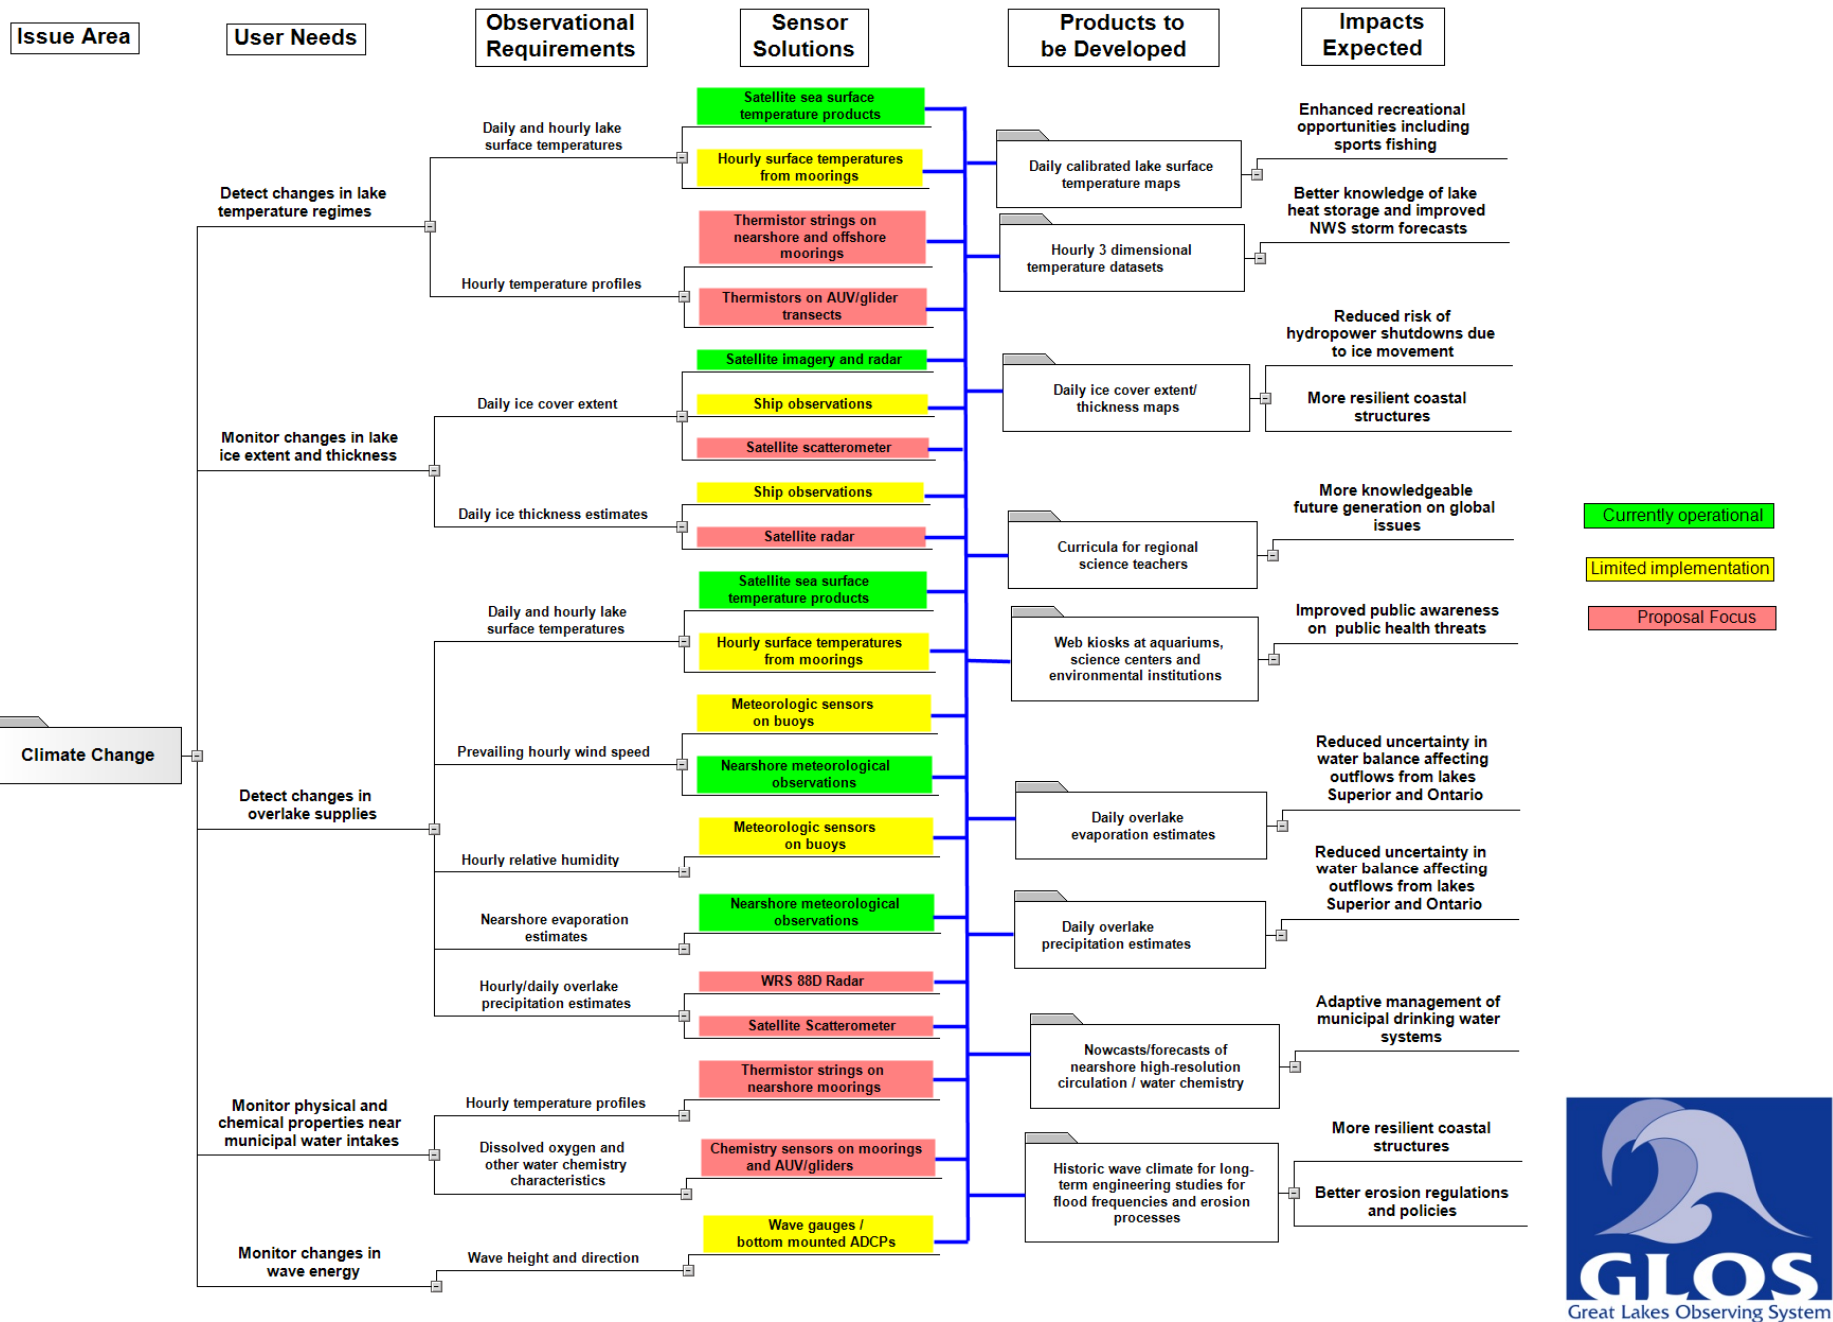 Issue Area
User Needs
Observational
Requirements
Sensor
Solutions
Products to
be Developed
Impacts
Expected
Climate Change
Detect changes in lake
temperature regimes
Monitor changes in lake
ice extent and thickness
Detect changes in
overlake supplies
Monitor physical and
chemical properties near
municipal water intakes
Monitor changes in
wave energy
Daily and hourly lake
surface temperatures
Hourly temperature profiles
Daily ice cover extent
Daily ice thickness estimates
Daily and hourly lake
surface temperatures
Prevailing hourly wind speed
Hourly relative humidity
Nearshore evaporation
estimates
Hourly/daily overlake
precipitation estimates
Hourly temperature profiles
Dissolved oxygen and
other water chemistry
characteristics
Wave height and direction
Satellite sea surface
temperature products
Hourly surface temperatures
from moorings
Thermistor strings on
nearshore and offshore
moorings
Thermistors on AUV/glider
transects
Satellite imagery and radar
Ship observations
Satellite scatterometer
Ship observations
Satellite radar
Satellite sea surface
temperature products
Hourly surface temperatures
from moorings
Meteorologic sensors
on buoys
Nearshore meteorological
observations
Meteorologic sensors
on buoys
Nearshore meteorological
observations
WRS 88D Radar
Satellite Scatterometer
Thermistor strings on
nearshore moorings
Chemistry sensors on moorings
and AUV/gliders
Wave gauges /
bottom mounted ADCPs
Daily calibrated lake surface
temperature maps
Hourly 3 dimensional
temperature datasets
Daily ice cover extent/
thickness maps
Curricula for regional
science teachers
Web kiosks at aquariums,
science centers and
environmental institutions
Daily overlake
evaporation estimates
Daily overlake
precipitation estimates
Nowcasts/forecasts of
nearshore high-resolution
circulation / water chemistry
Historic wave climate for long-
term engineering studies for
flood frequencies and erosion
processes
Enhanced recreational
opportunities including
sports fishing
Better knowledge of lake
heat storage and improved
NWS storm forecasts
Reduced risk of
hydropower shutdowns due
to ice movement
More resilient coastal
structures
More knowledgeable
future generation on global
issues
Improved public awareness
on public health threats
Reduced uncertainty in
water balance affecting
outflows from lakes
Superior and Ontario
Reduced uncertainty in
water balance affecting
outflows from lakes
Superior and Ontario
Adaptive management of
municipal drinking water
systems
More resilient coastal
structures
Better erosion regulations
and policies
Currently operational
Limited implementation
Proposal Focus
GLOS
Great Lakes Observing System